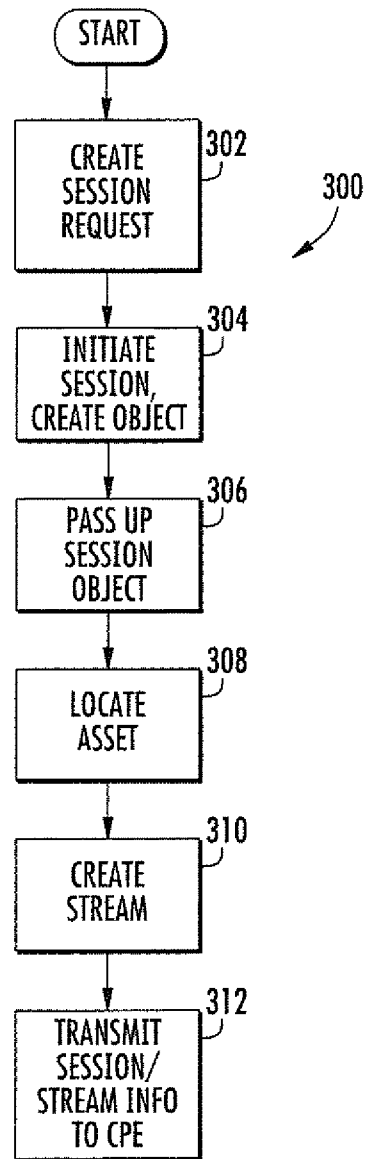 START
302
CREATE
SESSION
REQUEST
300
304
INITIATE
SESSION,
CREATE OBJECT
306
PASS UP
SESSION
OBJECT
308
LOCATE
ASSET
310
CREATE
STREAM
312
TRANSMIT
SESSION/
STREAM INFO
TO CPE